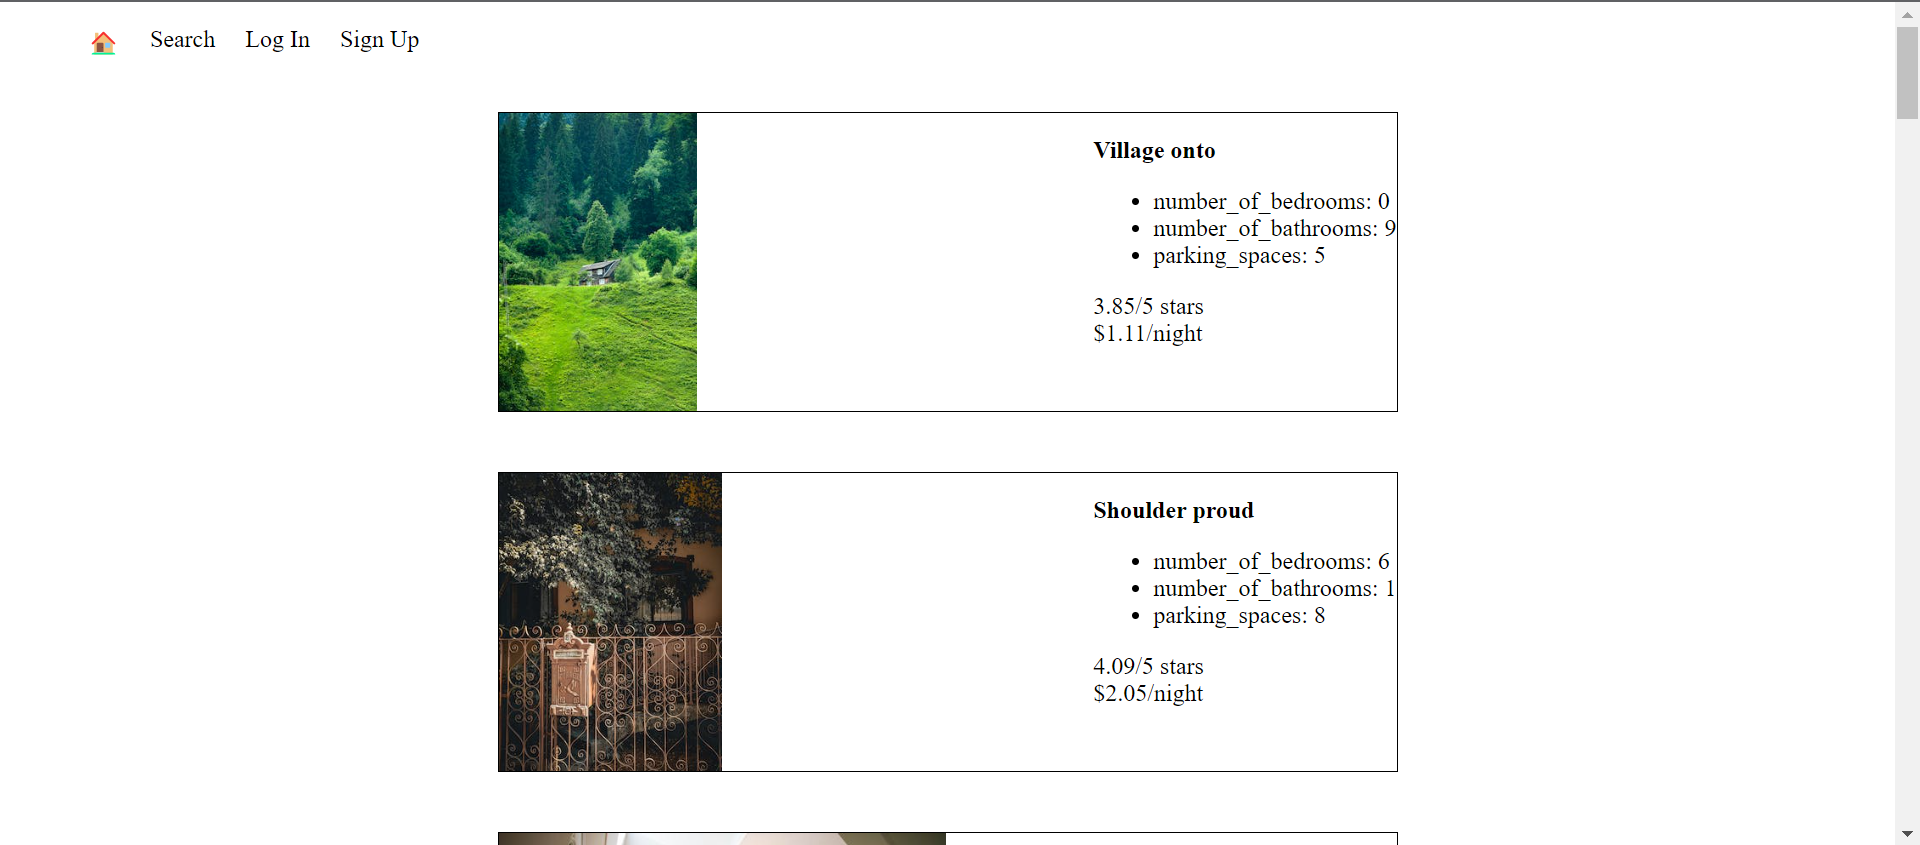 Search Log In Sign Up
Village onto
number_of_bedrooms: 0
number_of_bathrooms: 9
parking_spaces: 5
3.85/5 stars
$1.11/night
Shoulder proud
number_of_bedrooms: 6
number_of_bathrooms: 1
parking_spaces: 8
4.09/5 stars
$2.05/night